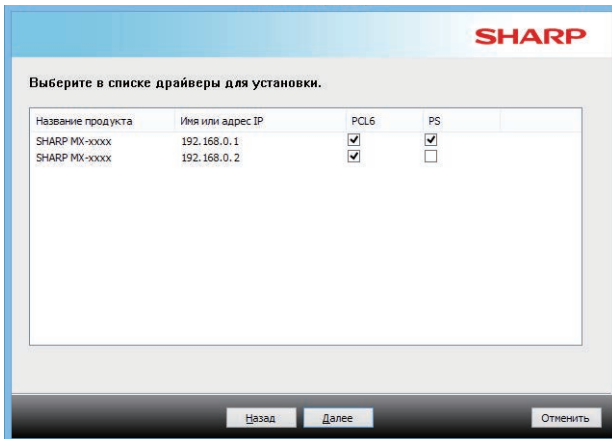 SHARP
Выберите в списке драйверы для установки.
Название продукта Имя или адрес IP PCL6 PS
SHARP MX-xxxx 192.168.0.1
SHARP MX-xxxx 192.168.0.2
Назад Далее Отменить